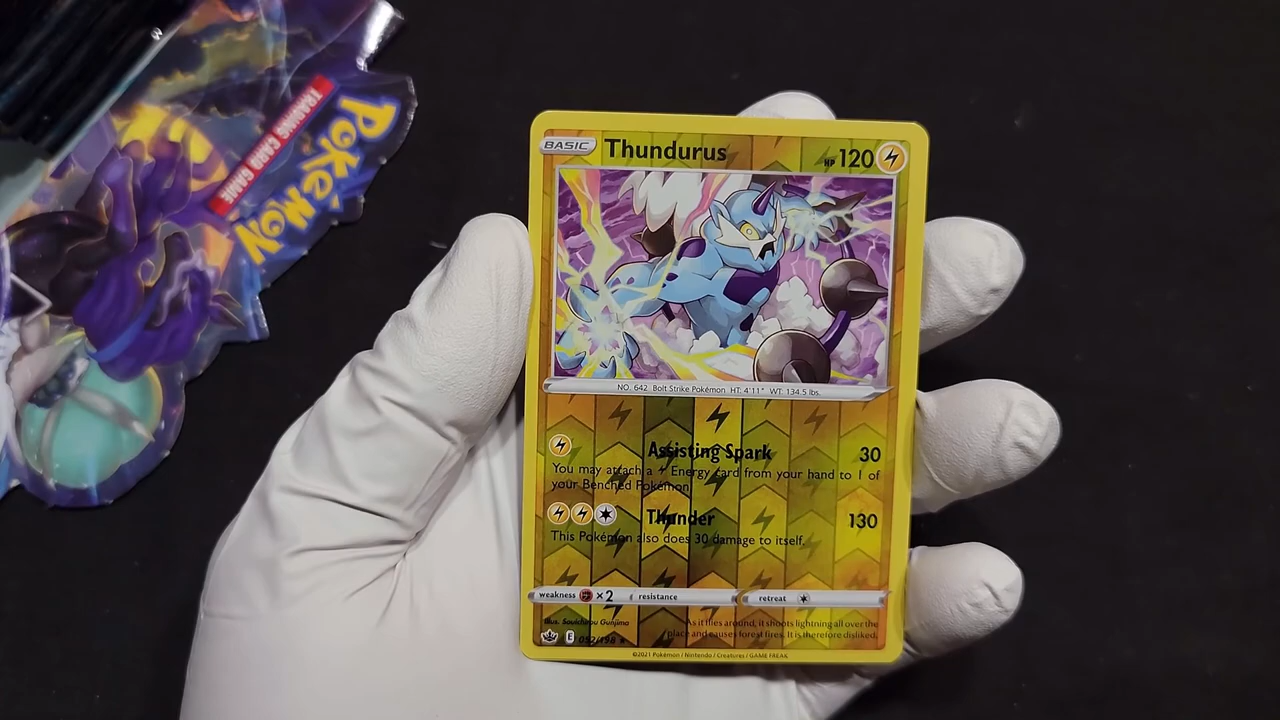 POKÉMON
TRADING CARD GAME
BASIC Thundurus HP 120
NO. 642 Bolt Strike Pokémon HT: 4'11" WT: 134.5 lbs.
Assisting Spark 30
You may attach a Energy card from your hand to 1 of
your Benched Pokémon.
Thunder 130
This Pokémon also does 30 damage to itself.
weakness ×2 resistance retreat
Illus. Souichirou Gunjima
As it flies around, it shoots lightning all over the
place and causes forest fires. It is therefore disliked.
E 052/198 ★
©2021 Pokémon / Nintendo / Creatures / GAME FREAK